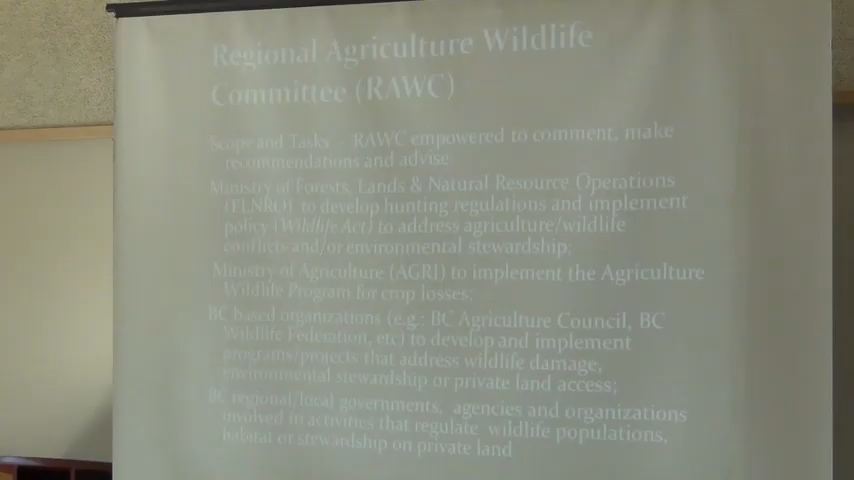 Regional Agriculture Wildlife
Committee (RAWC)
Scope and Tasks - RAWC empowered to comment, make
recommendations and advise
Ministry of Forests, Lands & Natural Resource Operations
(FLNRO) to develop hunting regulations and implement
policy (Wildlife Act) to address agriculture/wildlife
conflicts and/or environmental stewardship;
Ministry of Agriculture (AGRI) to implement the Agriculture
Wildlife Program for crop losses;
BC based organizations (e.g.: BC Agriculture Council, BC
Wildlife Federation, etc) to develop and implement
programs/projects that address wildlife damage,
environmental stewardship or private land access;
BC regional/local governments, agencies and organizations
involved in activities that regulate wildlife populations,
habitat or stewardship on private land